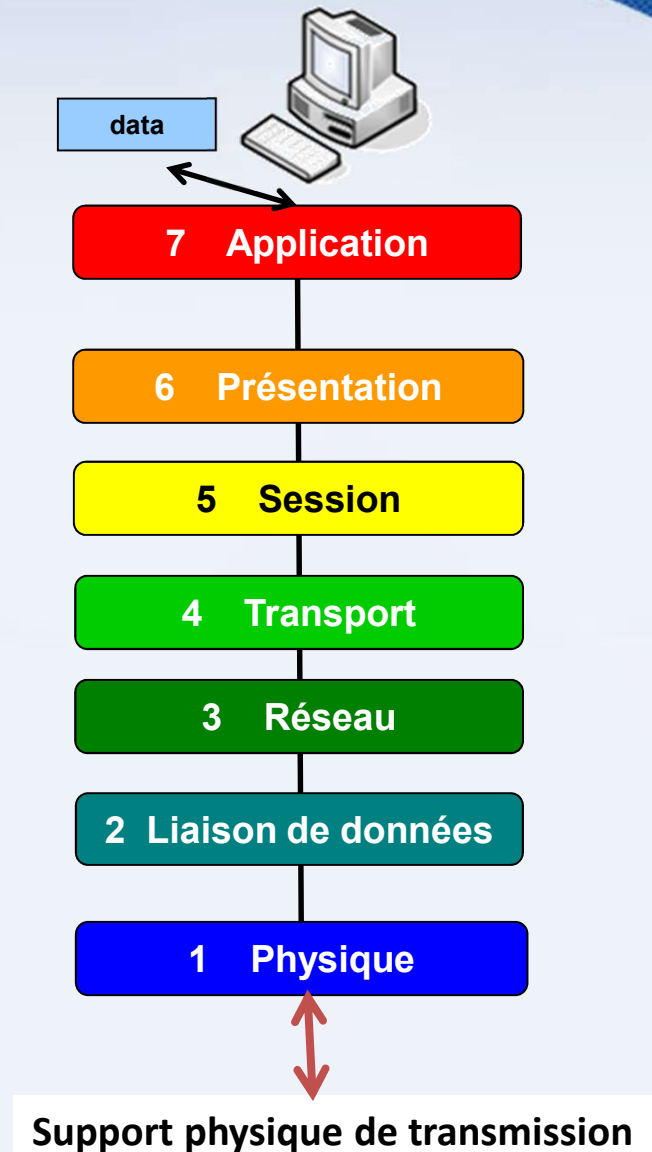 data
7 Application
6 Présentation
5 Session
4 Transport
3 Réseau
2 Liaison de données
1 Physique
Support physique de transmission